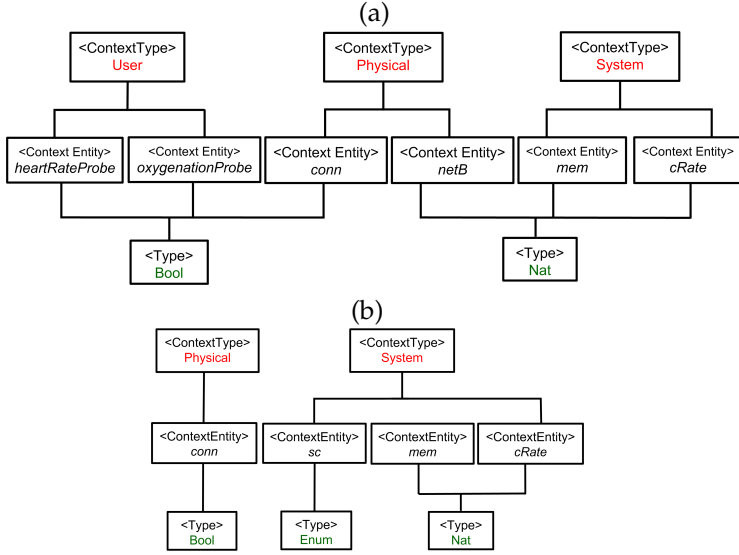 (a)
<ContextType>
User
<ContextType>
Physical
<ContextType>
System
<Context Entity>
heartRateProbe
<Context Entity>
oxygenationProbe
<Context Entity>
conn
<Context Entity>
netB
<Context Entity>
mem
<Context Entity>
cRate
<Type>
Bool
<Type>
Nat
(b)
<ContextType>
Physical
<ContextType>
System
<ContextEntity>
conn
<ContextEntity>
sc
<ContextEntity>
mem
<ContextEntity>
cRate
<Type>
Bool
<Type>
Enum
<Type>
Nat